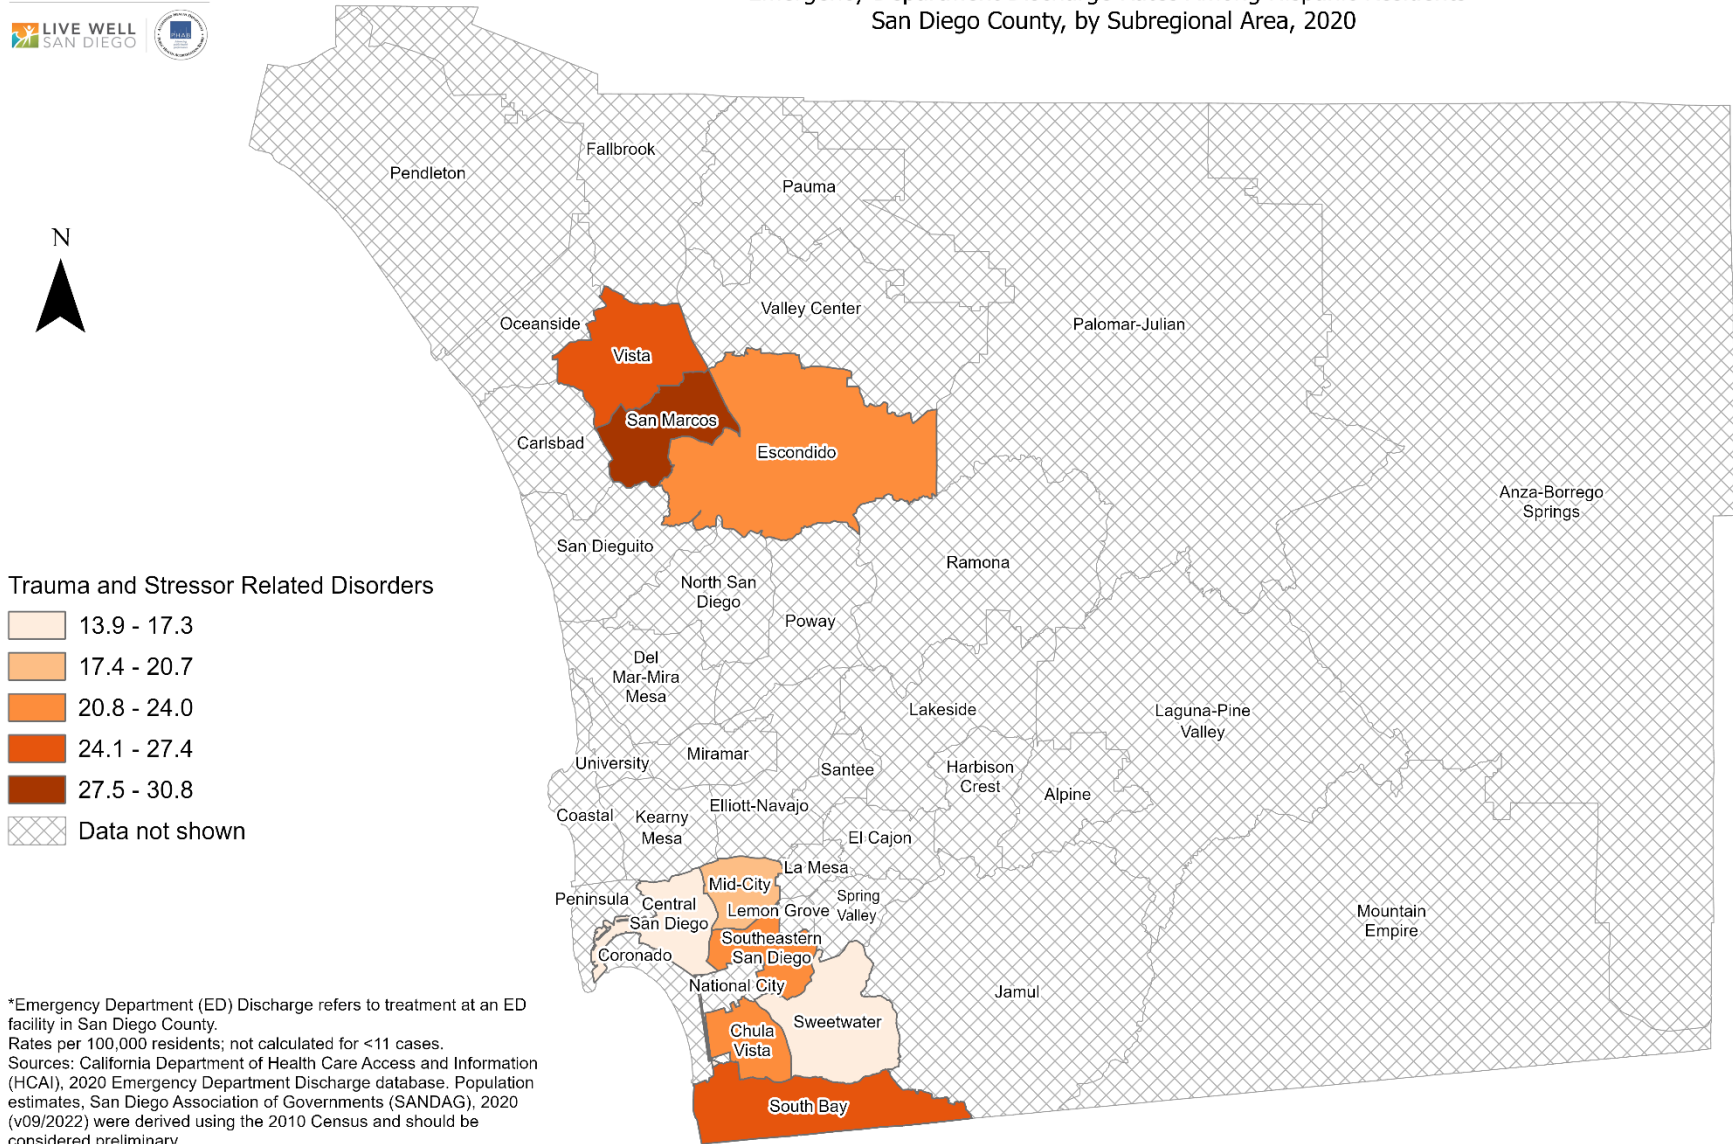 San Diego County, by Subregional Area, 2020
LIVE WELL
SAN DIEGO
PHAB
N
Pendleton
Fallbrook
Pauma
Oceanside
Valley Center
Palomar-Julian
Vista
San Marcos
Carlsbad
Escondido
Anza-Borrego
Springs
San Dieguito
Ramona
North San
Diego
Poway
Del
Mar-Mira
Mesa
Lakeside
Laguna-Pine
Valley
Miramar
University
Santee
Harbison
Crest
Alpine
Elliott-Navajo
Coastal
Kearny
Mesa
El Cajon
La Mesa
Mid-City
Peninsula
Central
San Diego
Lemon Grove
Spring
Valley
Mountain
Empire
Southeastern
San Diego
Coronado
National City
Jamul
Sweetwater
Chula
Vista
South Bay
Trauma and Stressor Related Disorders
13.9 - 17.3
17.4 - 20.7
20.8 - 24.0
24.1 - 27.4
27.5 - 30.8
Data not shown
*Emergency Department (ED) Discharge refers to treatment at an ED
facility in San Diego County.
Rates per 100,000 residents; not calculated for <11 cases.
Sources: California Department of Health Care Access and Information
(HCAI), 2020 Emergency Department Discharge database. Population
estimates, San Diego Association of Governments (SANDAG), 2020
(v09/2022) were derived using the 2010 Census and should be
considered preliminary